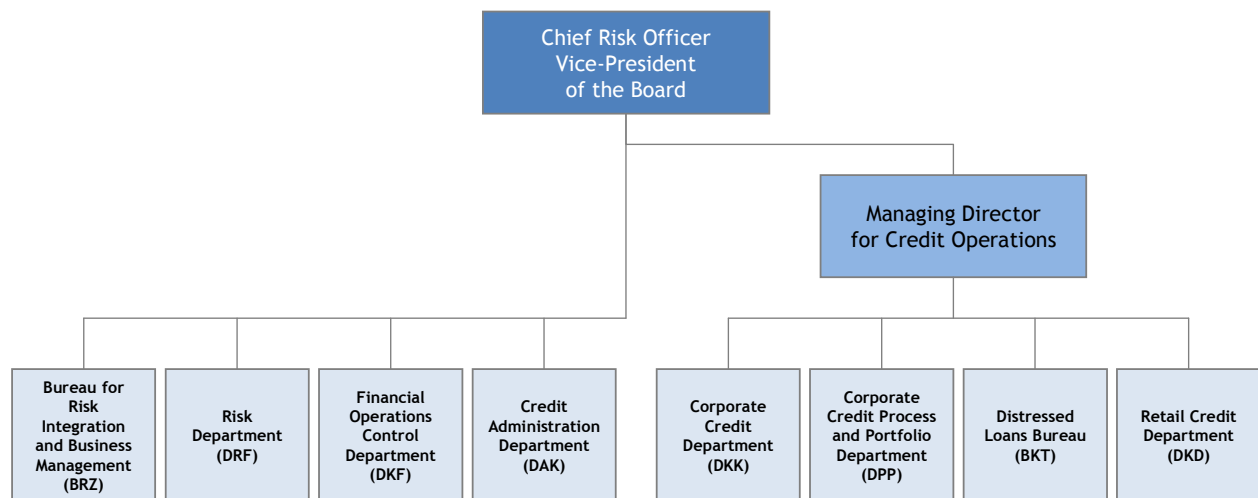 Chief Risk Officer
Vice-President
of the Board
Managing Director
for Credit Operations
Bureau for
Risk
Integration
and Business
Management
(BRZ)
Risk
Department
(DRF)
Financial
Operations
Control
Department
(DKF)
Credit
Administration
Department
(DAK)
Corporate
Credit
Department
(DKK)
Corporate
Credit Process
and Portfolio
Department
(DPP)
Distressed
Loans Bureau
(BKT)
Retail Credit
Department
(DKD)